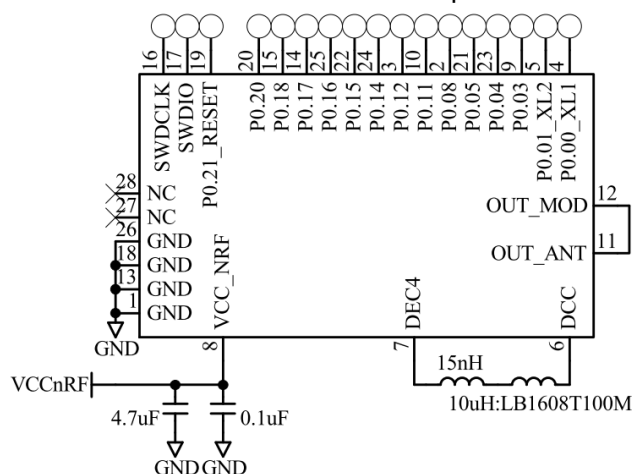 16 17 19 20 15 14 25 22 24 3 10 2 21 23 9 5 4
SWDCLK
SWDIO
P0.21_RESET
P0.20
P0.18
P0.17
P0.16
P0.15
P0.14
P0.12
P0.11
P0.08
P0.05
P0.04
P0.03
P0.01_XL2
P0.00_XL1
28 NC
27 NC
26 GND
18 GND
13 GND
1 GND
GND
OUT_MOD 12
OUT_ANT 11
VCC_NRF
DEC4
DCC
8
7
6
15nH
10uH:LB1608T100M
VCCnRF
4.7uF
0.1uF
GND GND